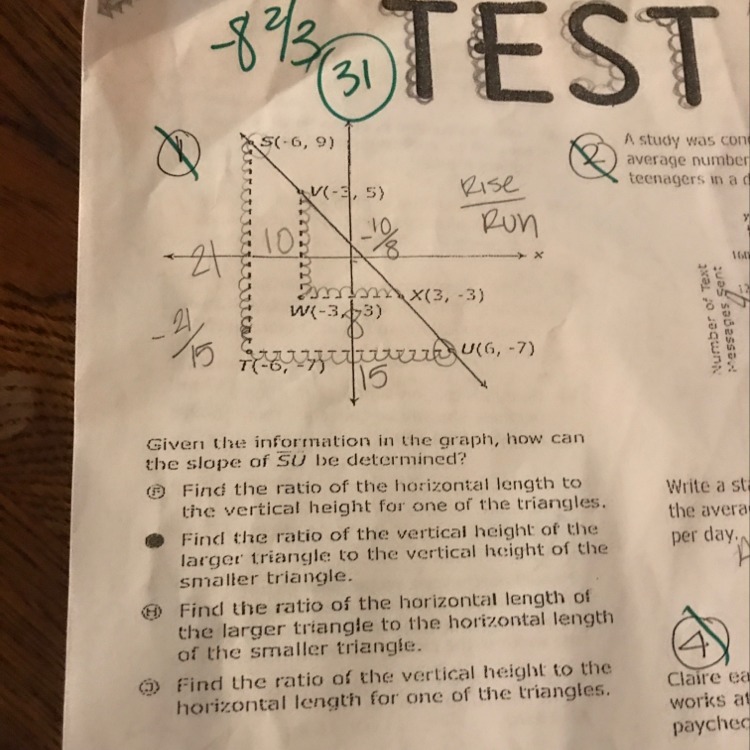 -8 2/3
31
TEST
1
S(-6, 9)
V(-3, 5)
Rise
Run
-10/8
10
21
x
X(3, -3)
W(-3, -3)
8
-21/15
T(-6, -7)
U(6, -7)
15
Given the information in the graph, how can
the slope of SU be determined?
F Find the ratio of the horizontal length to
the vertical height for one of the triangles.
Find the ratio of the vertical height of the
larger triangle to the vertical height of the
smaller triangle.
H Find the ratio of the horizontal length of
the larger triangle to the horizontal length
of the smaller triangle.
J Find the ratio of the vertical height to the
horizontal length for one of the triangles.
2
A study was con
average number
teenagers in a d
y
Number of Text
Messages Sent
Write a sta
the avera
per day.
4
Claire ea
works at
paychec